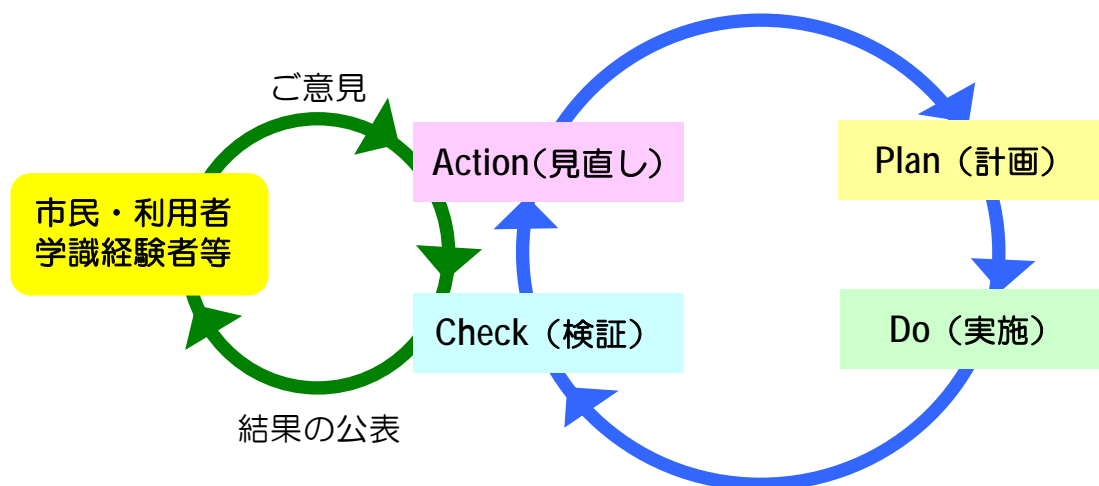 ご意見
Action(見直し)
Plan（計画）
市民・利用者
学識経験者等
Check（検証）
Do（実施）
結果の公表